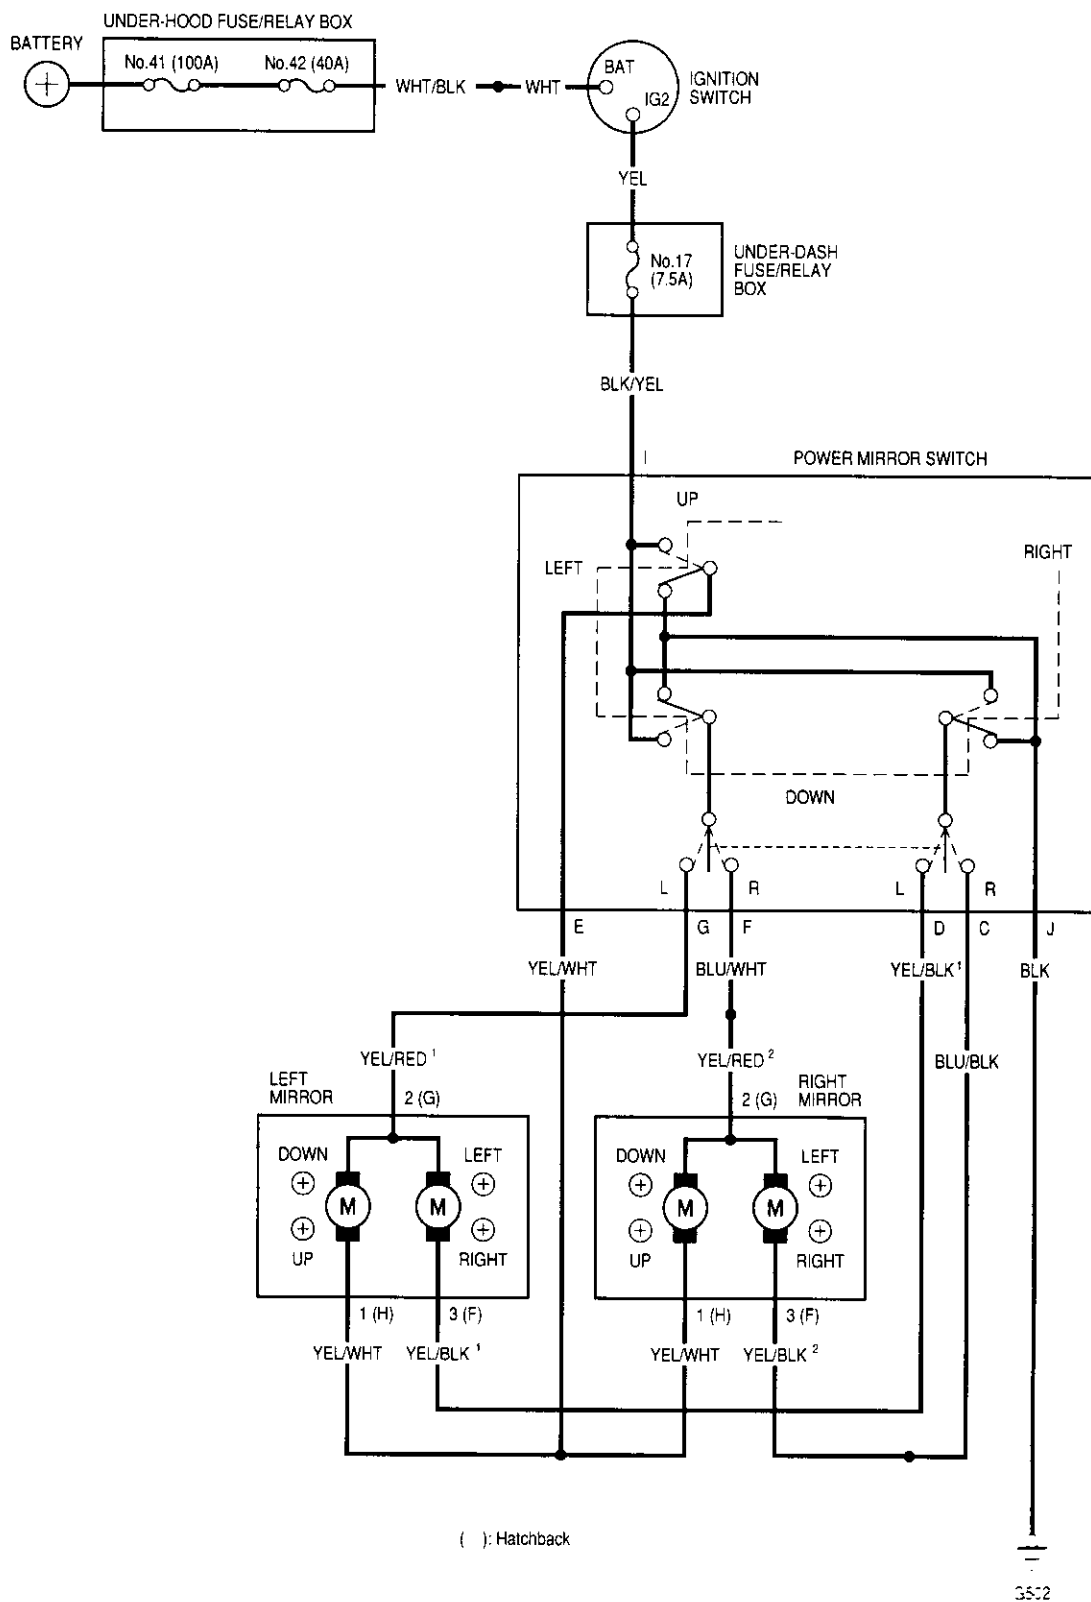 UNDER-HOOD FUSE/RELAY BOX
BATTERY
No.41 (100A)
No.42 (40A)
WHT/BLK
WHT
BAT
IG2
IGNITION
SWITCH
YEL
No.17
(7.5A)
UNDER-DASH
FUSE/RELAY
BOX
BLK/YEL
I
POWER MIRROR SWITCH
UP
LEFT
RIGHT
DOWN
L
R
L
R
E
G
F
D
C
J
YEL/WHT
BLU/WHT
YEL/BLK¹
BLK
YEL/RED ¹
YEL/RED ²
BLU/BLK
LEFT
MIRROR
2 (G)
RIGHT
MIRROR
2 (G)
DOWN
LEFT
M
M
UP
RIGHT
DOWN
LEFT
M
M
UP
RIGHT
1 (H)
3 (F)
1 (H)
3 (F)
YEL/WHT
YEL/BLK ¹
YEL/WHT
YEL/BLK ²
( ): Hatchback